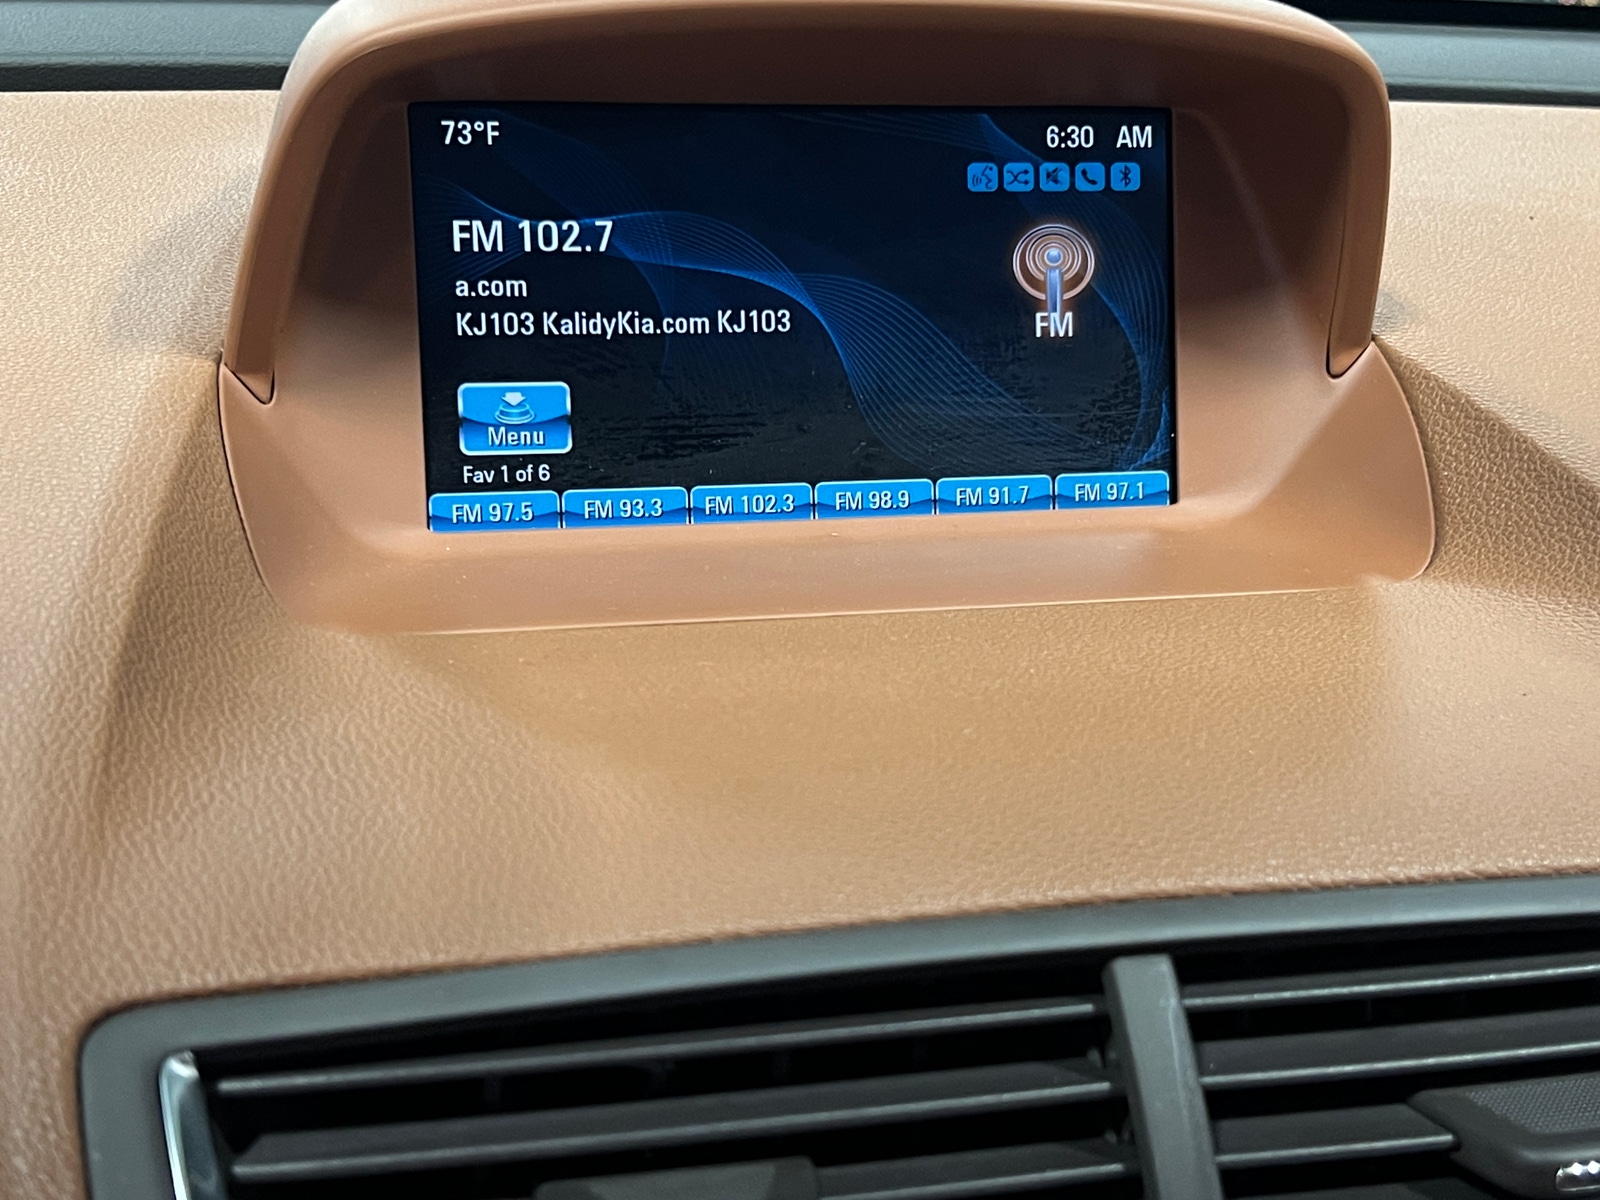 73°F
6:30 AM
FM 102.7
a.com
KJ103 KalidyKia.com KJ103
FM
Menu
Fav 1 of 6
FM 97.5 FM 93.3 FM 102.3 FM 98.9 FM 91.7 FM 97.1